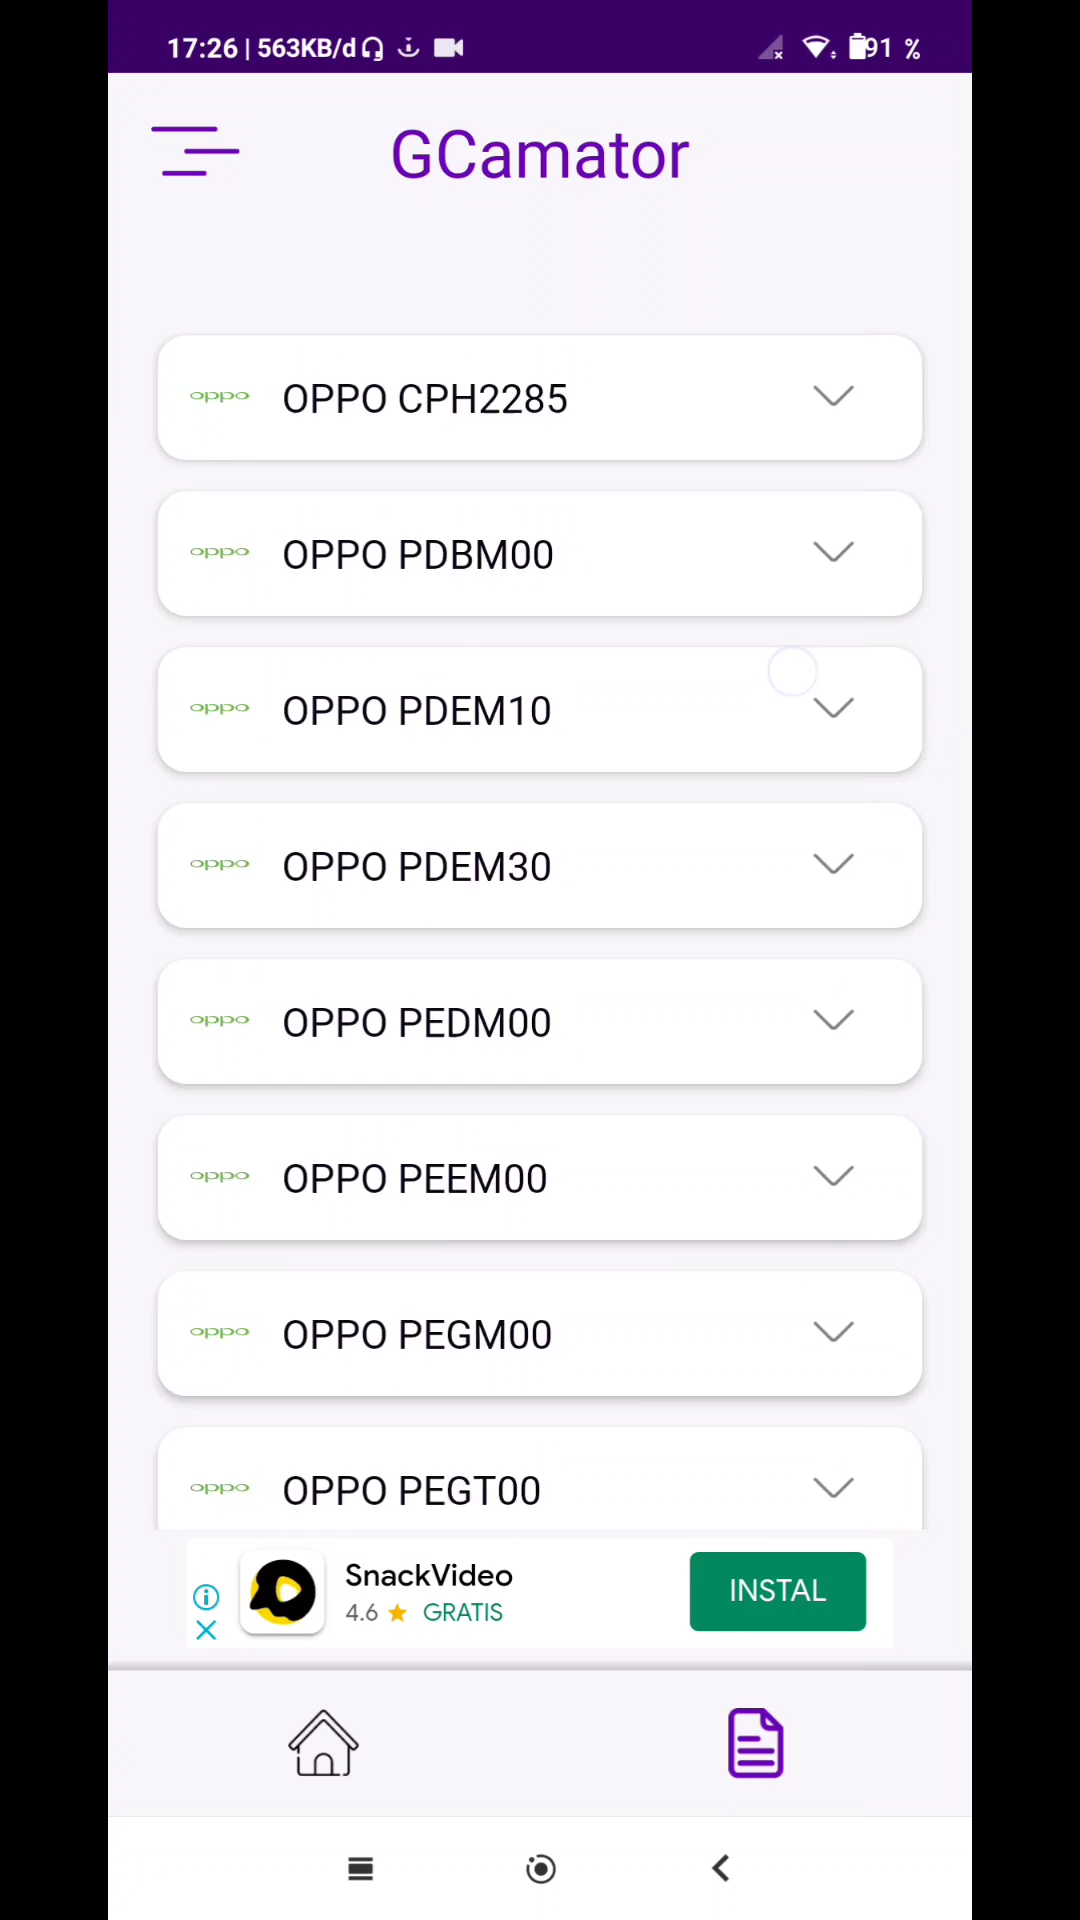 17:26 | 563KB/d 91 %
GCamator
oppo OPPO CPH2285
oppo OPPO PDBM00
oppo OPPO PDEM10
oppo OPPO PDEM30
oppo OPPO PEDM00
oppo OPPO PEEM00
oppo OPPO PEGM00
oppo OPPO PEGT00
SnackVideo
4.6 ★ GRATIS
INSTAL